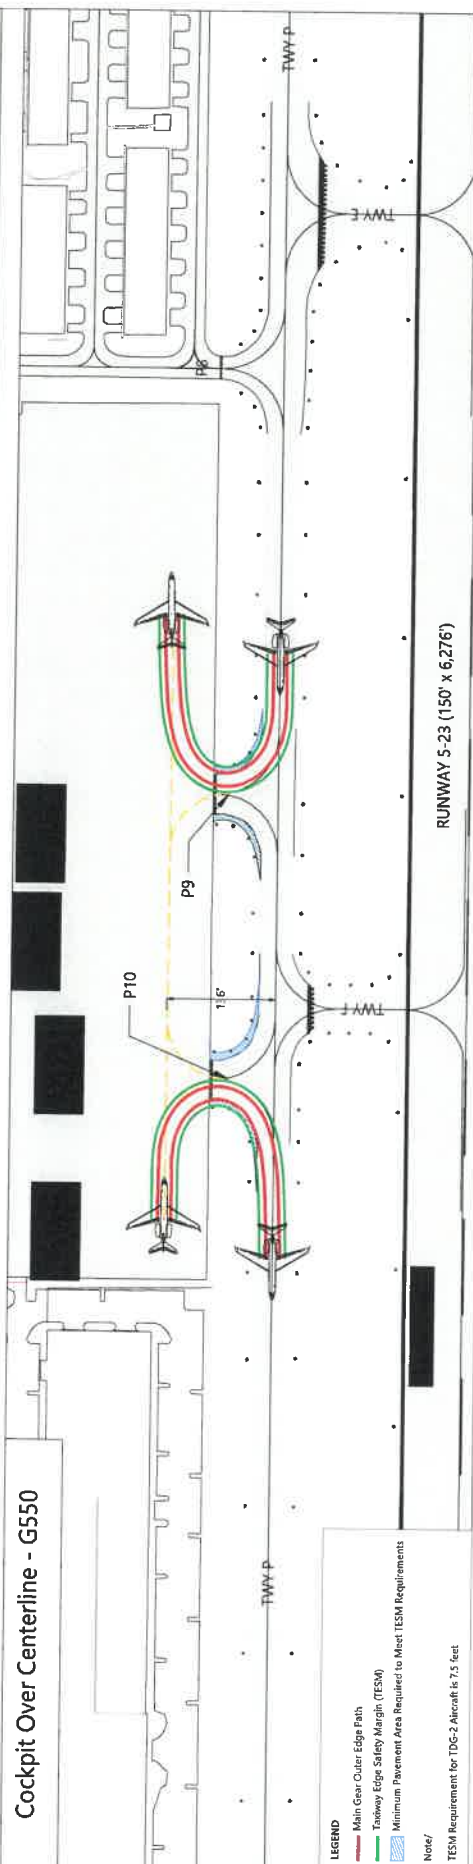 Cockpit Over Centerline - G550
TWY P
TWY E
P8
P9
P10
136'
TWY F
RUNWAY 5-23 (150' x 6,276')
TWY P
LEGEND
Main Gear Outer Edge Path
Taxiway Edge Safety Margin (TESM)
Minimum Pavement Area Required to Meet TESM Requirements
Note/
TESM Requirement for TDG-2 Aircraft is 7.5 feet